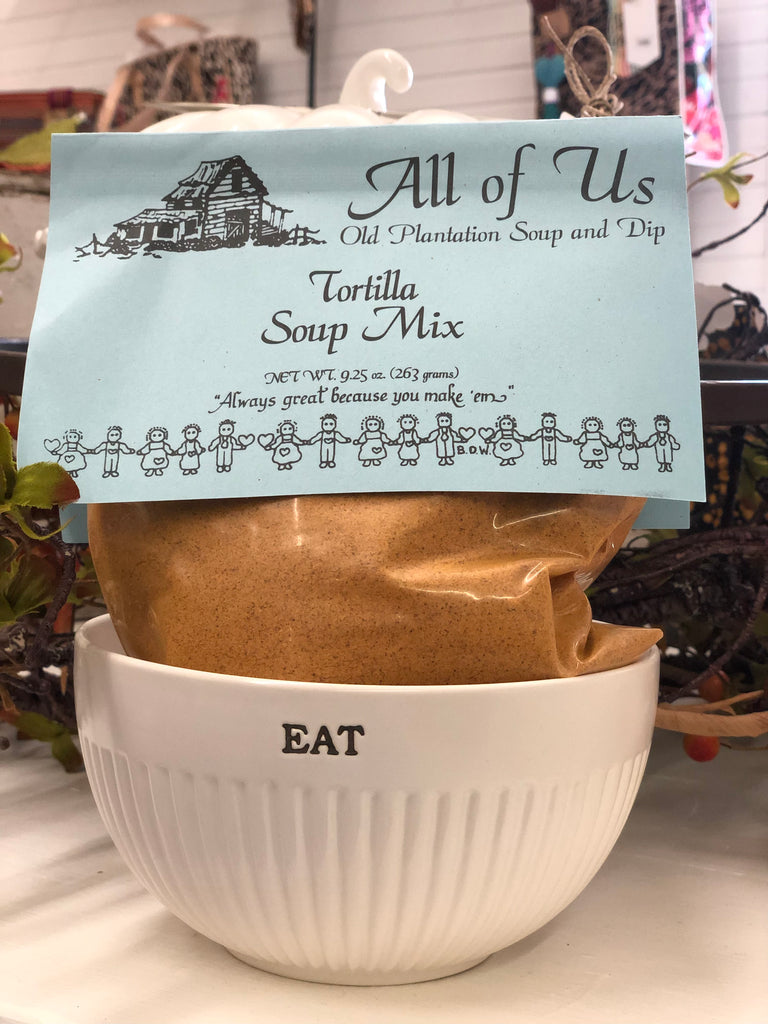 All of Us
Old Plantation Soup and Dip
Tortilla
Soup Mix
NET WT. 9.25 oz. (263 grams)
"Always great because you make 'em"
B.D.W.
EAT